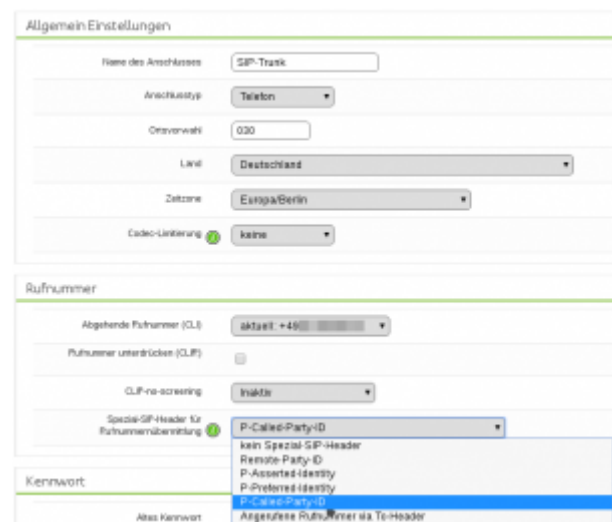 Allgemein Einstellungen
Name des Anschlusses SIP-Trunk
Anschlusstyp Telefon
Ortsvorwahl 030
Land Deutschland
Zeitzone Europa/Berlin
Codec-Limitierung keine
Rufnummer
Abgehende Rufnummer (CLI) aktuell: +49
Rufnummer unterdrücken (CLIR)
CLIP-no-screening Inaktiv
Spezial-SIP-Header für
Rufnummernübermittlung P-Called-Party-ID
kein Spezial-SIP-Header
Remote-Party-ID
P-Asserted-Identity
P-Preferred-Identity
P-Called-Party-ID
Angerufene Rufnummer via To-Header
Kennwort
Altes Kennwort